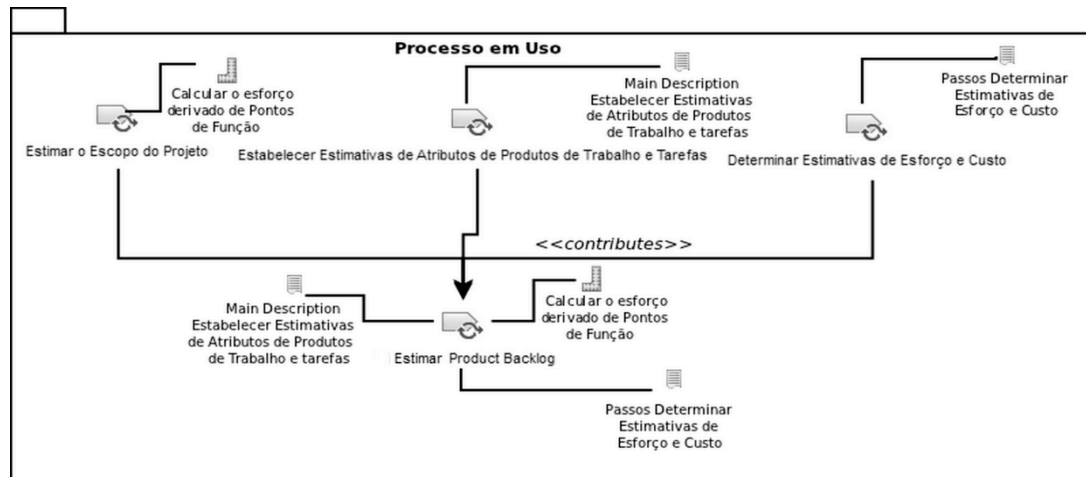 Processo em Uso
Calcular o esforço
derivado de Pontos
de Função
Estimar o Escopo do Projeto
Main Description
Estabelecer Estimativas
de Atributos de Produtos
de Trabalho e tarefas
Estabelecer Estimativas de Atributos de Produtos de Trabalho e Tarefas
Passos Determinar
Estimativas de
Esforço e Custo
Determinar Estimativas de Esforço e Custo
<<contributes>>
Main Description
Estabelecer Estimativas
de Atributos de Produtos
de Trabalho e tarefas
Calcular o esforço
derivado de Pontos
de Função
Estimar Product Backlog
Passos Determinar
Estimativas de
Esforço e Custo